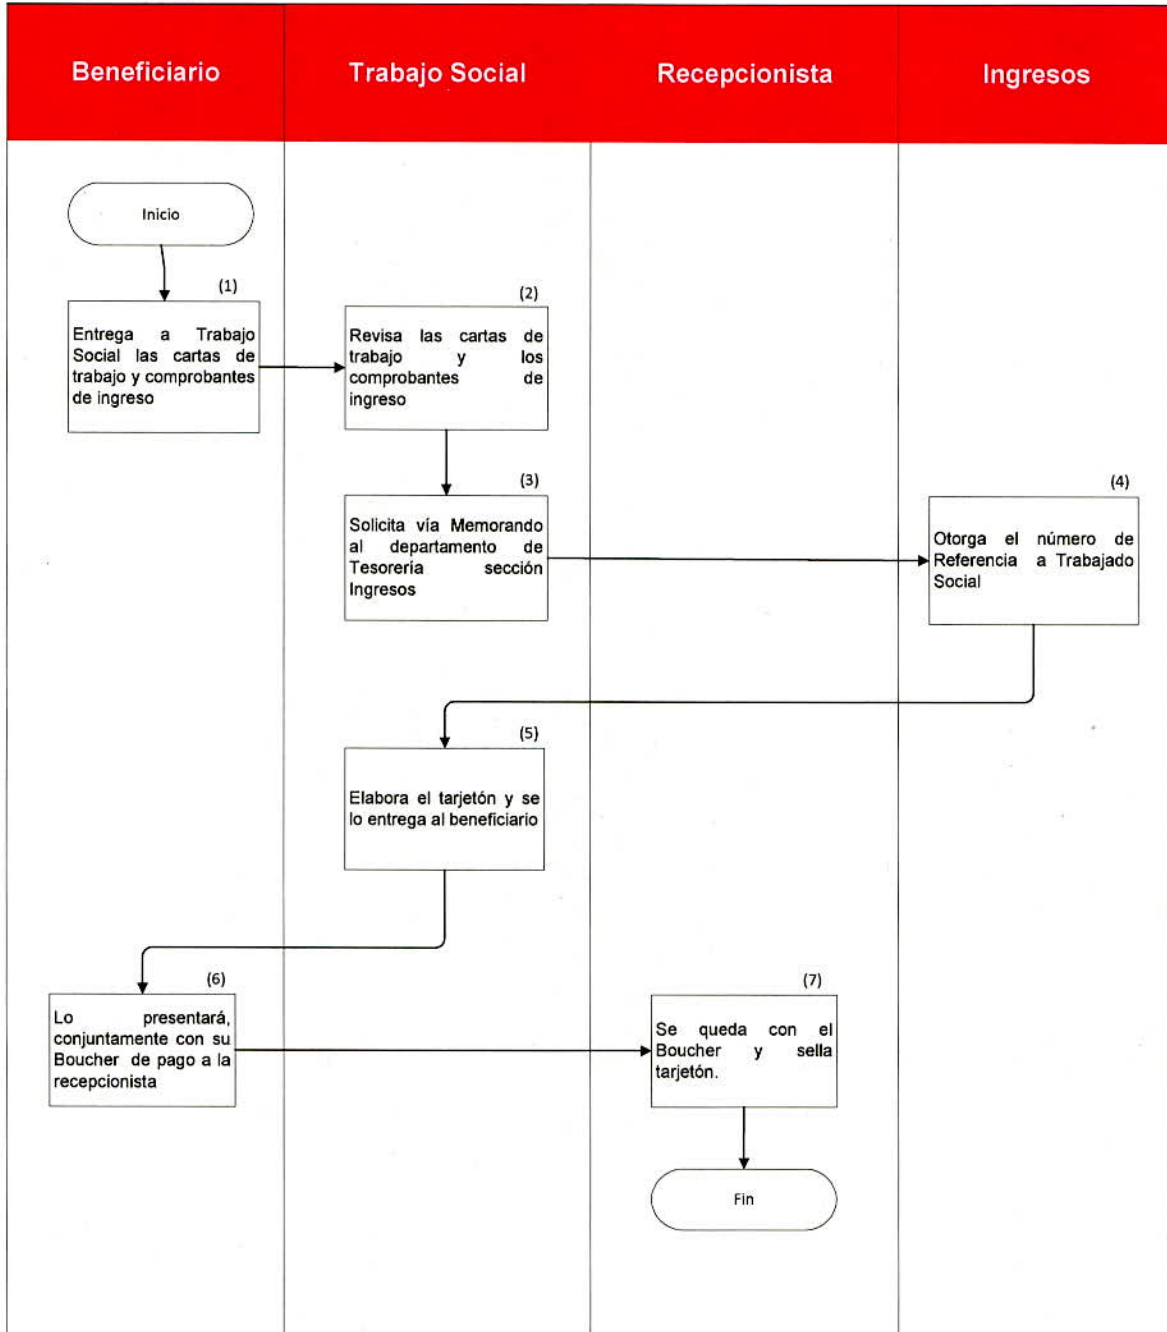 Beneficiario
Trabajo Social
Recepcionista
Ingresos
Inicio
(1)
Entrega a Trabajo
Social las cartas de
trabajo y comprobantes
de ingreso
(2)
Revisa las cartas de
trabajo y los
comprobantes de
ingreso
(3)
Solicita vía Memorando
al departamento de
Tesorería sección
Ingresos
(4)
Otorga el número de
Referencia a Trabajado
Social
(5)
Elabora el tarjetón y se
lo entrega al beneficiario
(6)
Lo presentará,
conjuntamente con su
Boucher de pago a la
recepcionista
(7)
Se queda con el
Boucher y sella
tarjetón.
Fin